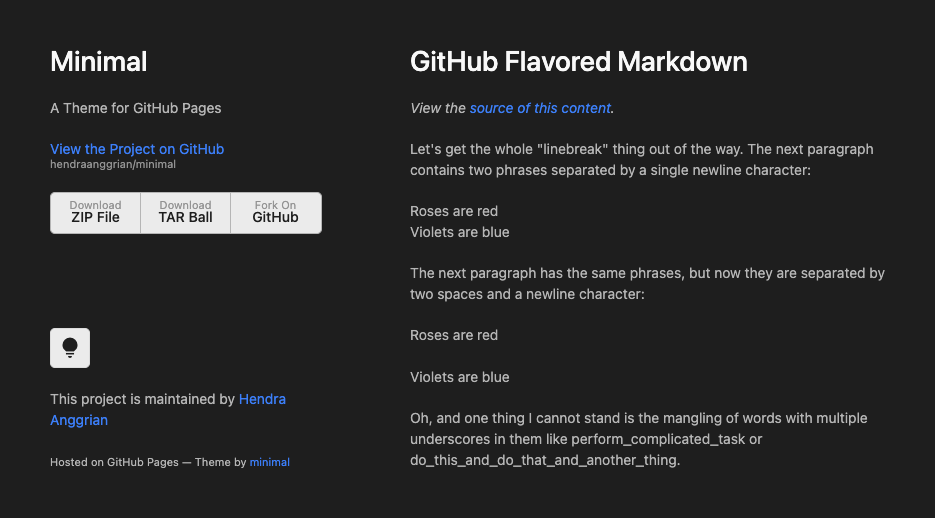 Minimal
A Theme for GitHub Pages
View the Project on GitHub
hendraanggrian/minimal
Download
ZIP File
Download
TAR Ball
Fork On
GitHub
This project is maintained by Hendra
Anggrian
Hosted on GitHub Pages — Theme by minimal
GitHub Flavored Markdown
View the source of this content.
Let's get the whole "linebreak" thing out of the way. The next paragraph
contains two phrases separated by a single newline character:
Roses are red
Violets are blue
The next paragraph has the same phrases, but now they are separated by
two spaces and a newline character:
Roses are red
Violets are blue
Oh, and one thing I cannot stand is the mangling of words with multiple
underscores in them like perform_complicated_task or
do_this_and_do_that_and_another_thing.